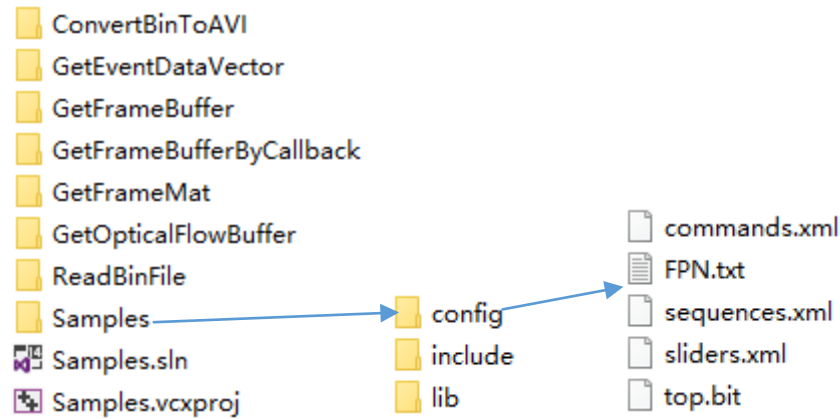 ConvertBinToAVI
GetEventDataVector
GetFrameBuffer
GetFrameBufferByCallback
GetFrameMat
GetOpticalFlowBuffer
ReadBinFile
Samples
Samples.sln
Samples.vcxproj
config
include
lib
commands.xml
FPN.txt
sequences.xml
sliders.xml
top.bit